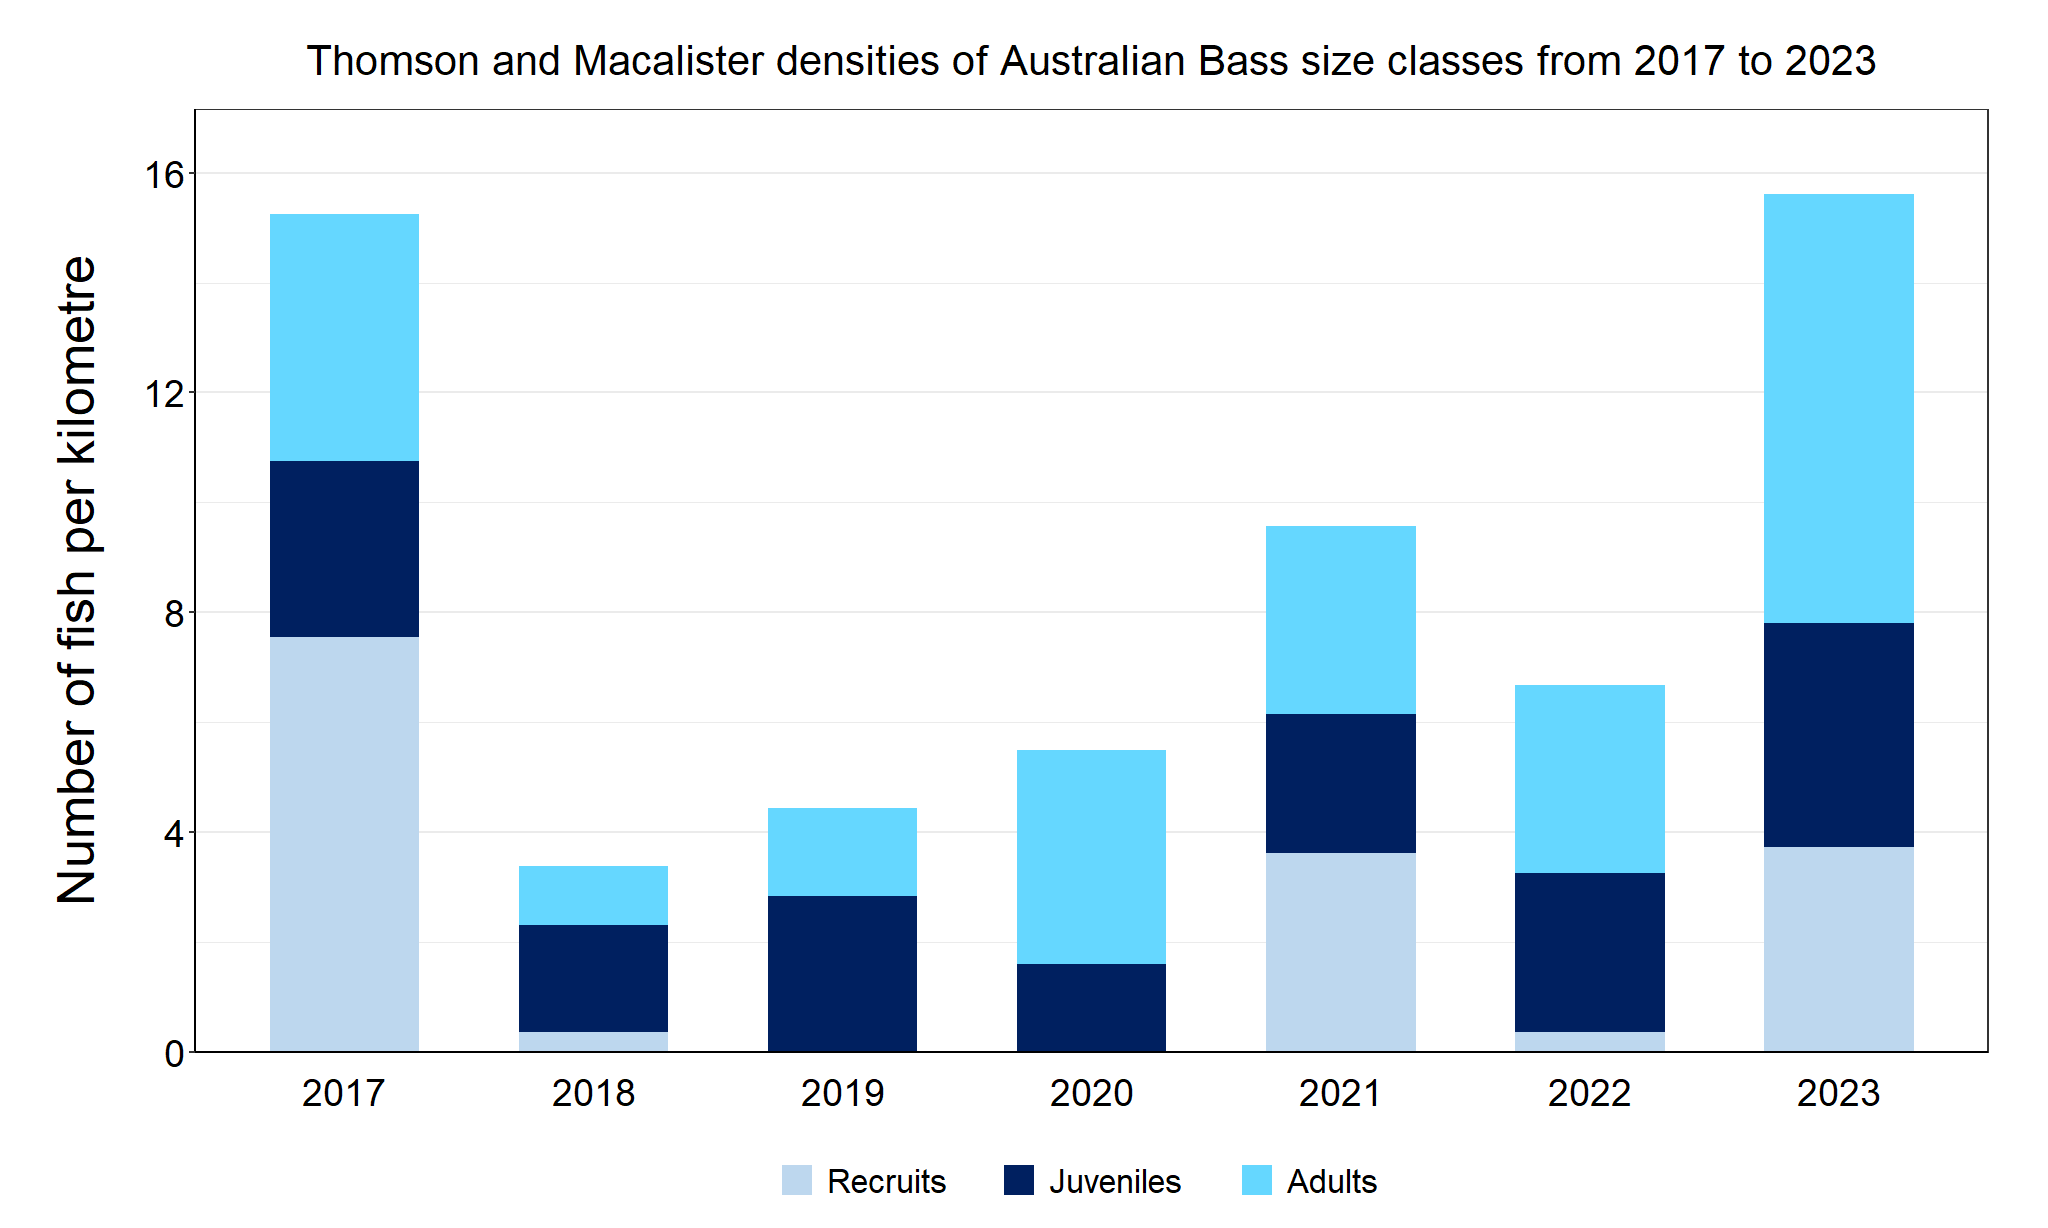 Thomson and Macalister densities of Australian Bass size classes from 2017 to 2023
Number of fish per kilometre
16
12
8
4
0
2017 2018 2019 2020 2021 2022 2023
Recruits Juveniles Adults